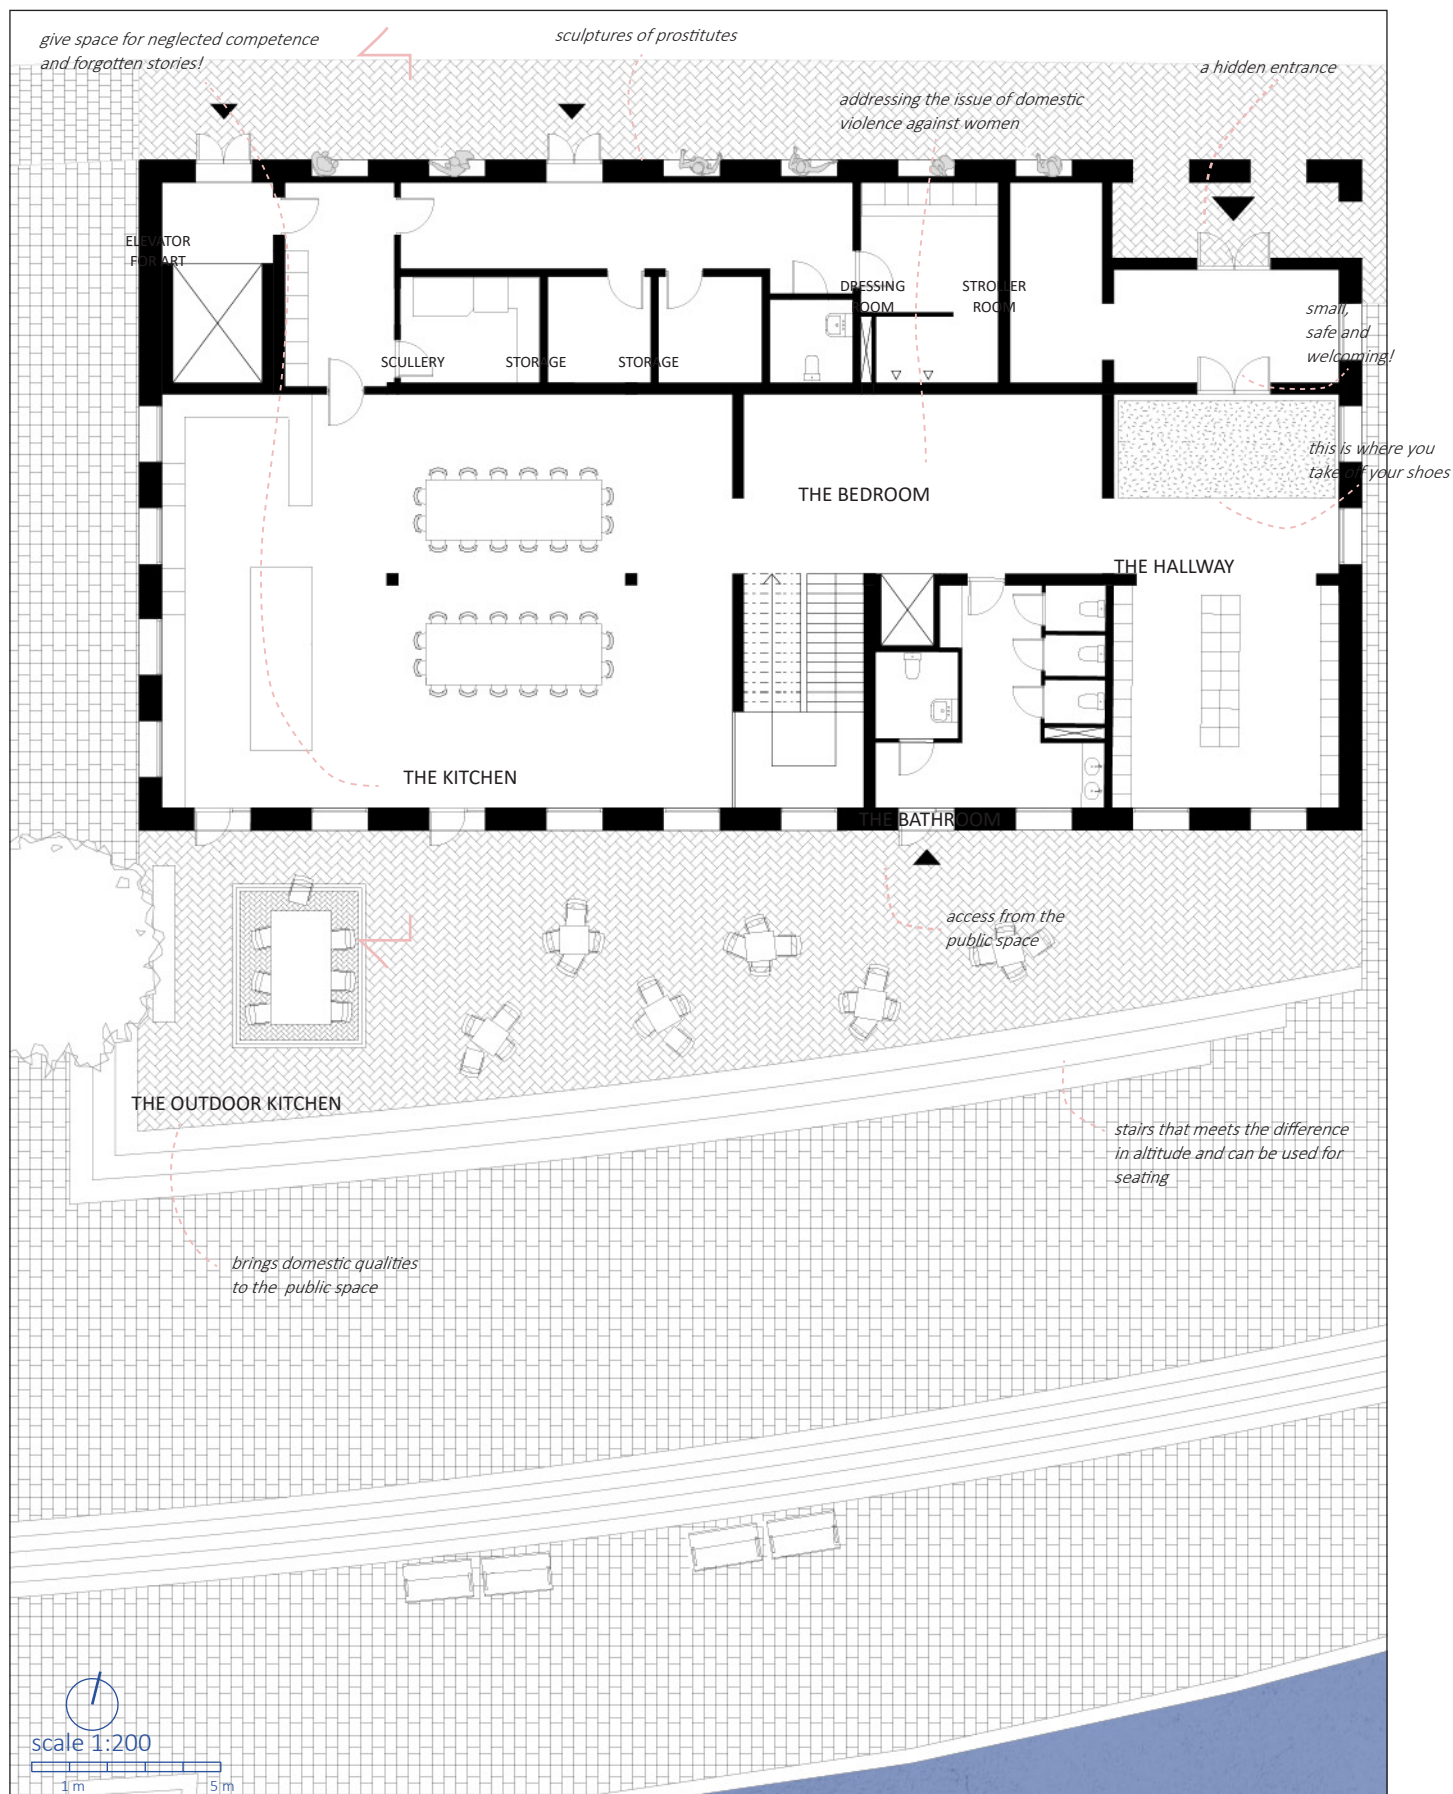 give space for neglected competence
and forgotten stories!
sculptures of prostitutes
a hidden entrance
addressing the issue of domestic
violence against women
ELEVATOR
FOR ART
DRESSING
ROOM
STROLLER
ROOM
small,
safe and
welcoming!
SCULLERY
STORAGE
STORAGE
this is where you
take off your shoes
THE BEDROOM
THE HALLWAY
THE KITCHEN
THE BATHROOM
access from the
public space
THE OUTDOOR KITCHEN
stairs that meets the difference
in altitude and can be used for
seating
brings domestic qualities
to the public space
scale 1:200
1 m
5 m